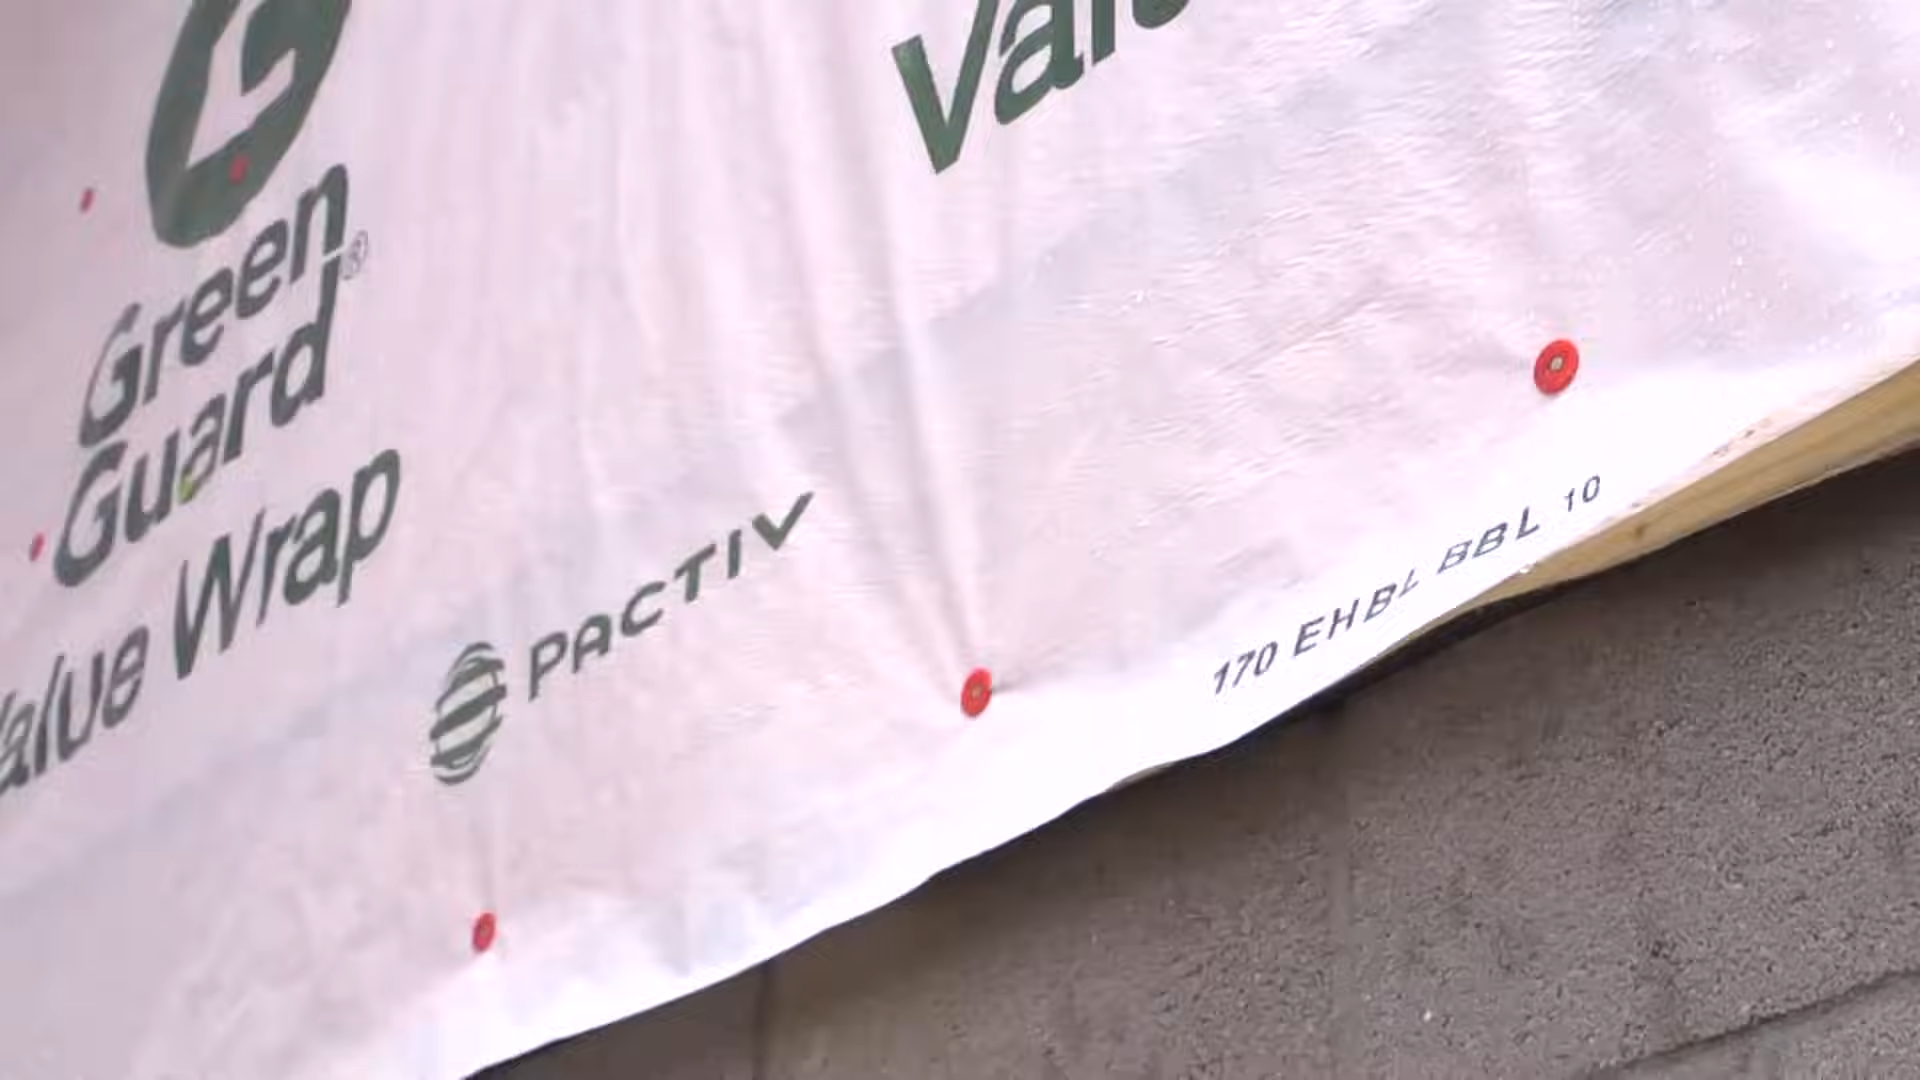 Green
Guard®
Value Wrap
PACTIV
170 EHBL BBL 10